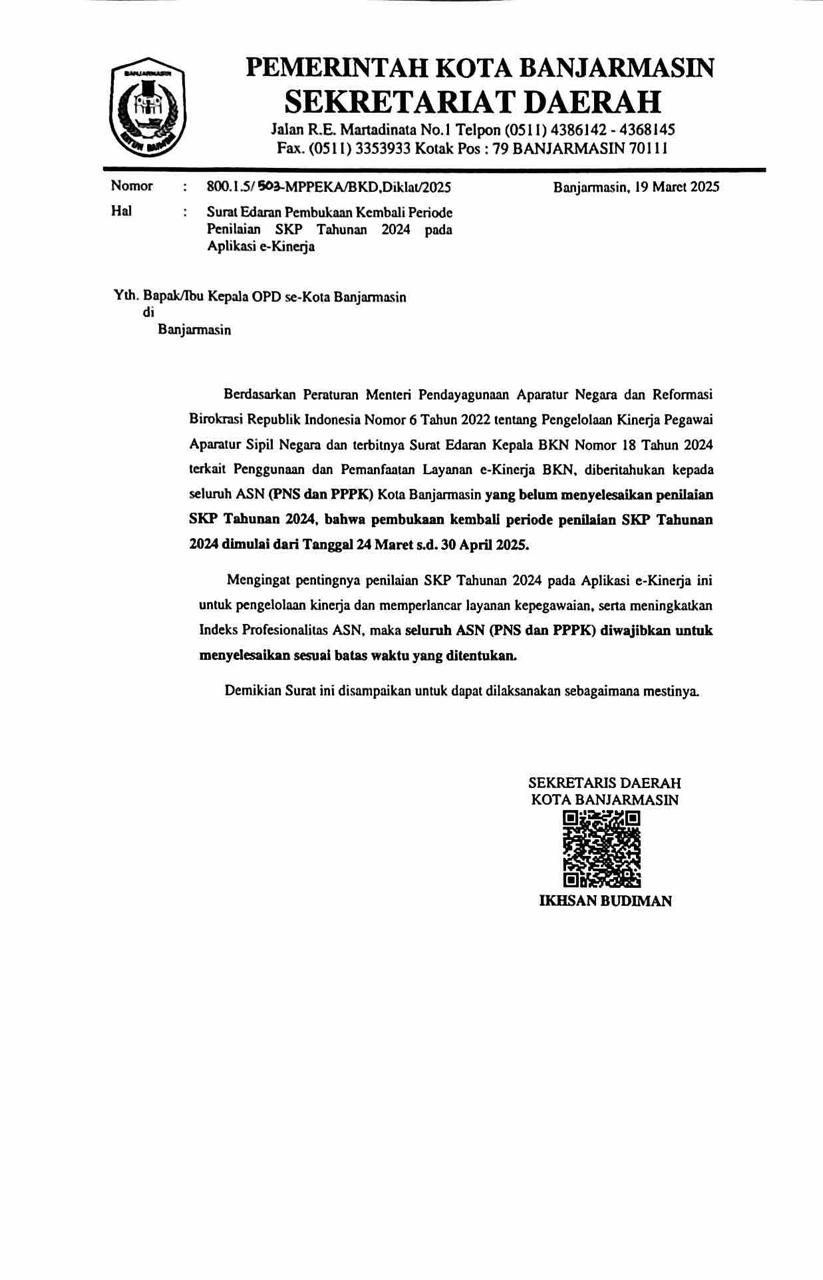 BANJARMASIN
KAYUH BAIMBAI
PEMERINTAH KOTA BANJARMASIN
SEKRETARIAT DAERAH
Jalan R.E. Martadinata No.1 Telpon (0511) 4386142 - 4368145
Fax. (0511) 3353933 Kotak Pos : 79 BANJARMASIN 70111
Nomor : 800.1.5/503-MPPEKA/BKD,Diklat/2025 Banjarmasin, 19 Maret 2025
Hal : Surat Edaran Pembukaan Kembali Periode
Penilaian SKP Tahunan 2024 pada
Aplikasi e-Kinerja
Yth. Bapak/Ibu Kepala OPD se-Kota Banjarmasin
di
Banjarmasin
Berdasarkan Peraturan Menteri Pendayagunaan Aparatur Negara dan Reformasi
Birokrasi Republik Indonesia Nomor 6 Tahun 2022 tentang Pengelolaan Kinerja Pegawai
Aparatur Sipil Negara dan terbitnya Surat Edaran Kepala BKN Nomor 18 Tahun 2024
terkait Penggunaan dan Pemanfaatan Layanan e-Kinerja BKN, diberitahukan kepada
seluruh ASN (PNS dan PPPK) Kota Banjarmasin yang belum menyelesaikan penilaian
SKP Tahunan 2024, bahwa pembukaan kembali periode penilaian SKP Tahunan
2024 dimulai dari Tanggal 24 Maret s.d. 30 April 2025.
Mengingat pentingnya penilaian SKP Tahunan 2024 pada Aplikasi e-Kinerja ini
untuk pengelolaan kinerja dan memperlancar layanan kepegawaian, serta meningkatkan
Indeks Profesionalitas ASN, maka seluruh ASN (PNS dan PPPK) diwajibkan untuk
menyelesaikan sesuai batas waktu yang ditentukan.
Demikian Surat ini disampaikan untuk dapat dilaksanakan sebagaimana mestinya.
SEKRETARIS DAERAH
KOTA BANJARMASIN
IKHSAN BUDIMAN